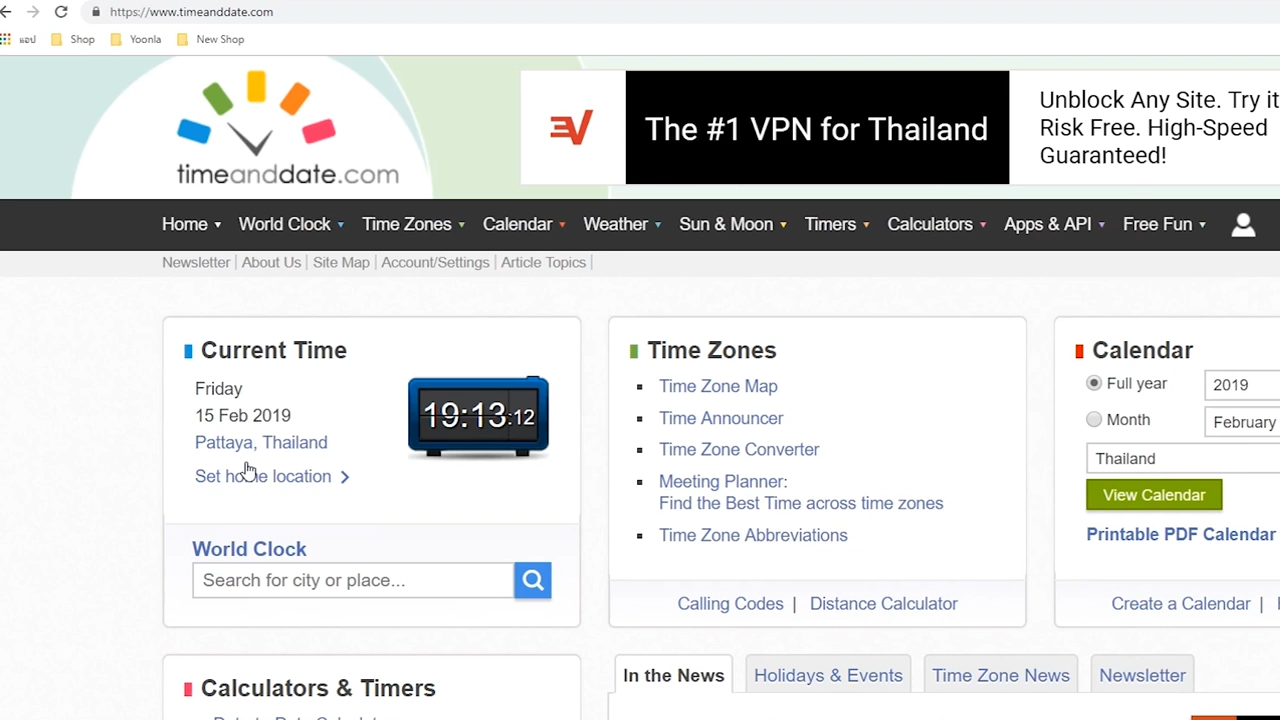 https://www.timeanddate.com
แอป Shop Yoonla New Shop
timeanddate.com
The #1 VPN for Thailand
Unblock Any Site. Try it
Risk Free. High-Speed
Guaranteed!
Home World Clock Time Zones Calendar Weather Sun & Moon Timers Calculators Apps & API Free Fun
Newsletter | About Us | Site Map | Account/Settings | Article Topics |
Current Time
Friday
15 Feb 2019
Pattaya, Thailand
Set home location
19:13:12
World Clock
Search for city or place...
Time Zones
Time Zone Map
Time Announcer
Time Zone Converter
Meeting Planner:
Find the Best Time across time zones
Time Zone Abbreviations
Calling Codes | Distance Calculator
Calendar
Full year 2019
Month February
Thailand
View Calendar
Printable PDF Calendar
Create a Calendar |
Calculators & Timers
In the News Holidays & Events Time Zone News Newsletter